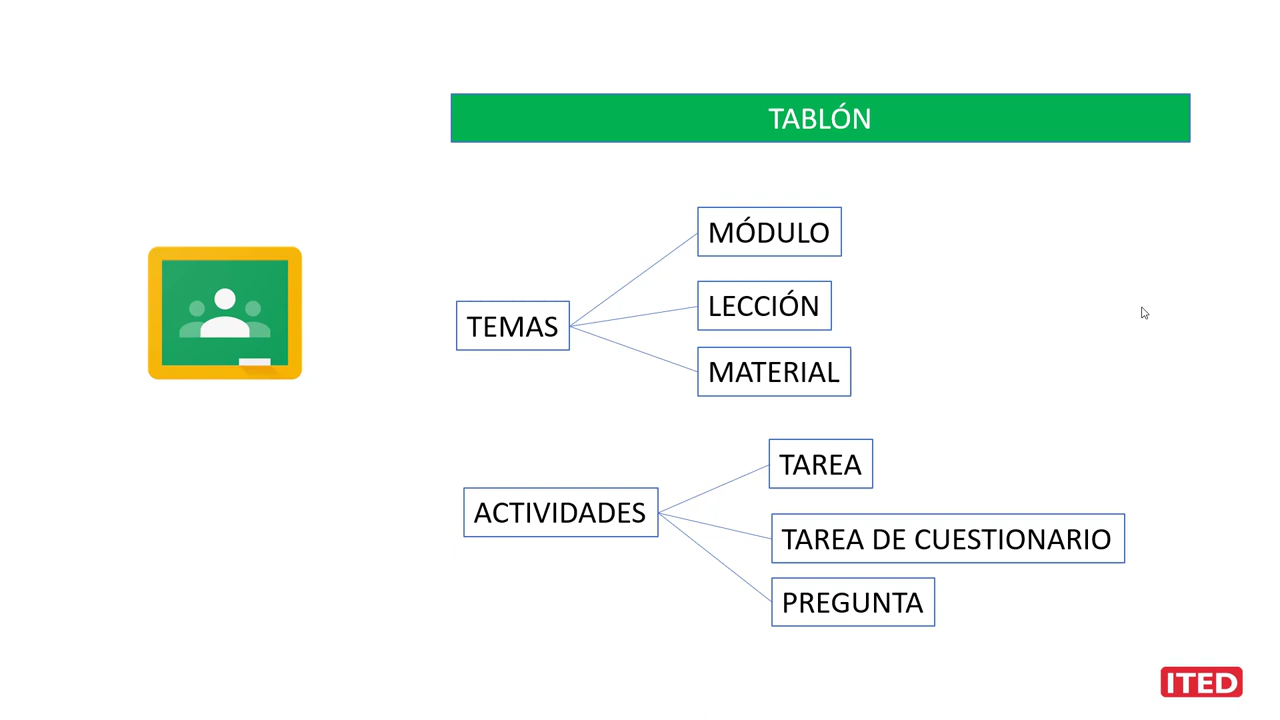 TABLÓN
TEMAS
MÓDULO
LECCIÓN
MATERIAL
ACTIVIDADES
TAREA
TAREA DE CUESTIONARIO
PREGUNTA
ITED